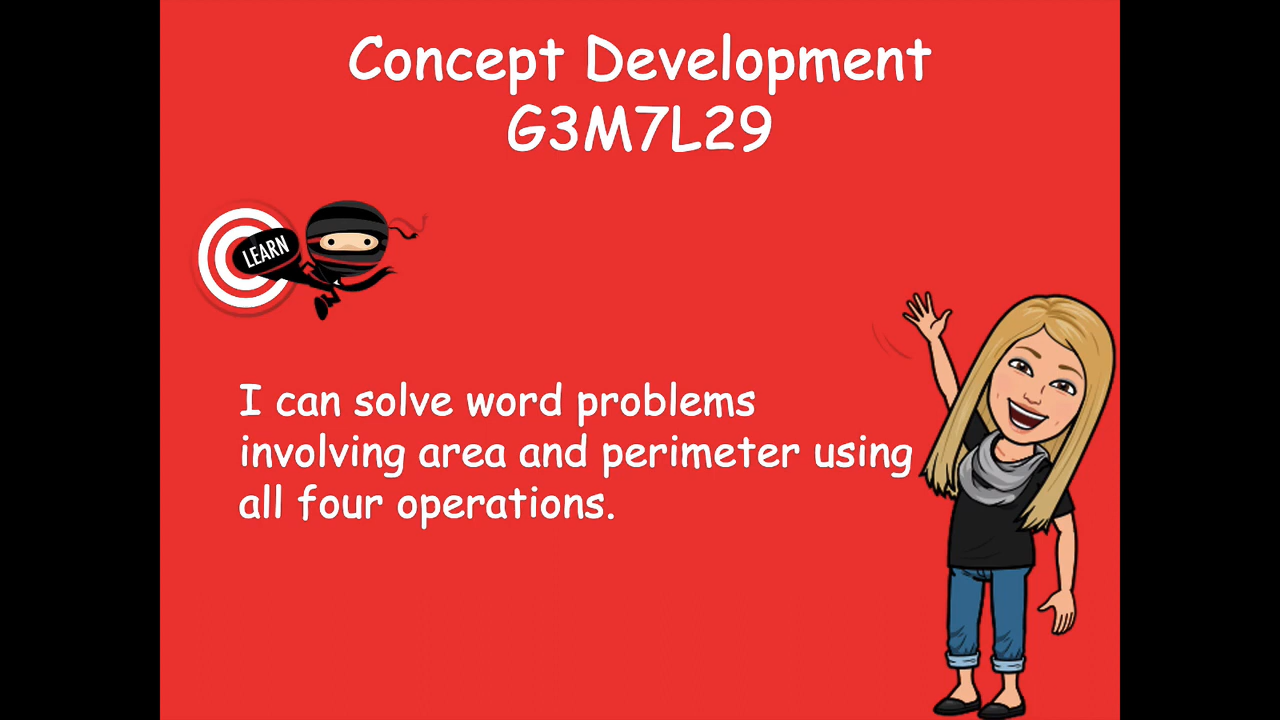 Concept Development
G3M7L29
LEARN
I can solve word problems
involving area and perimeter using
all four operations.